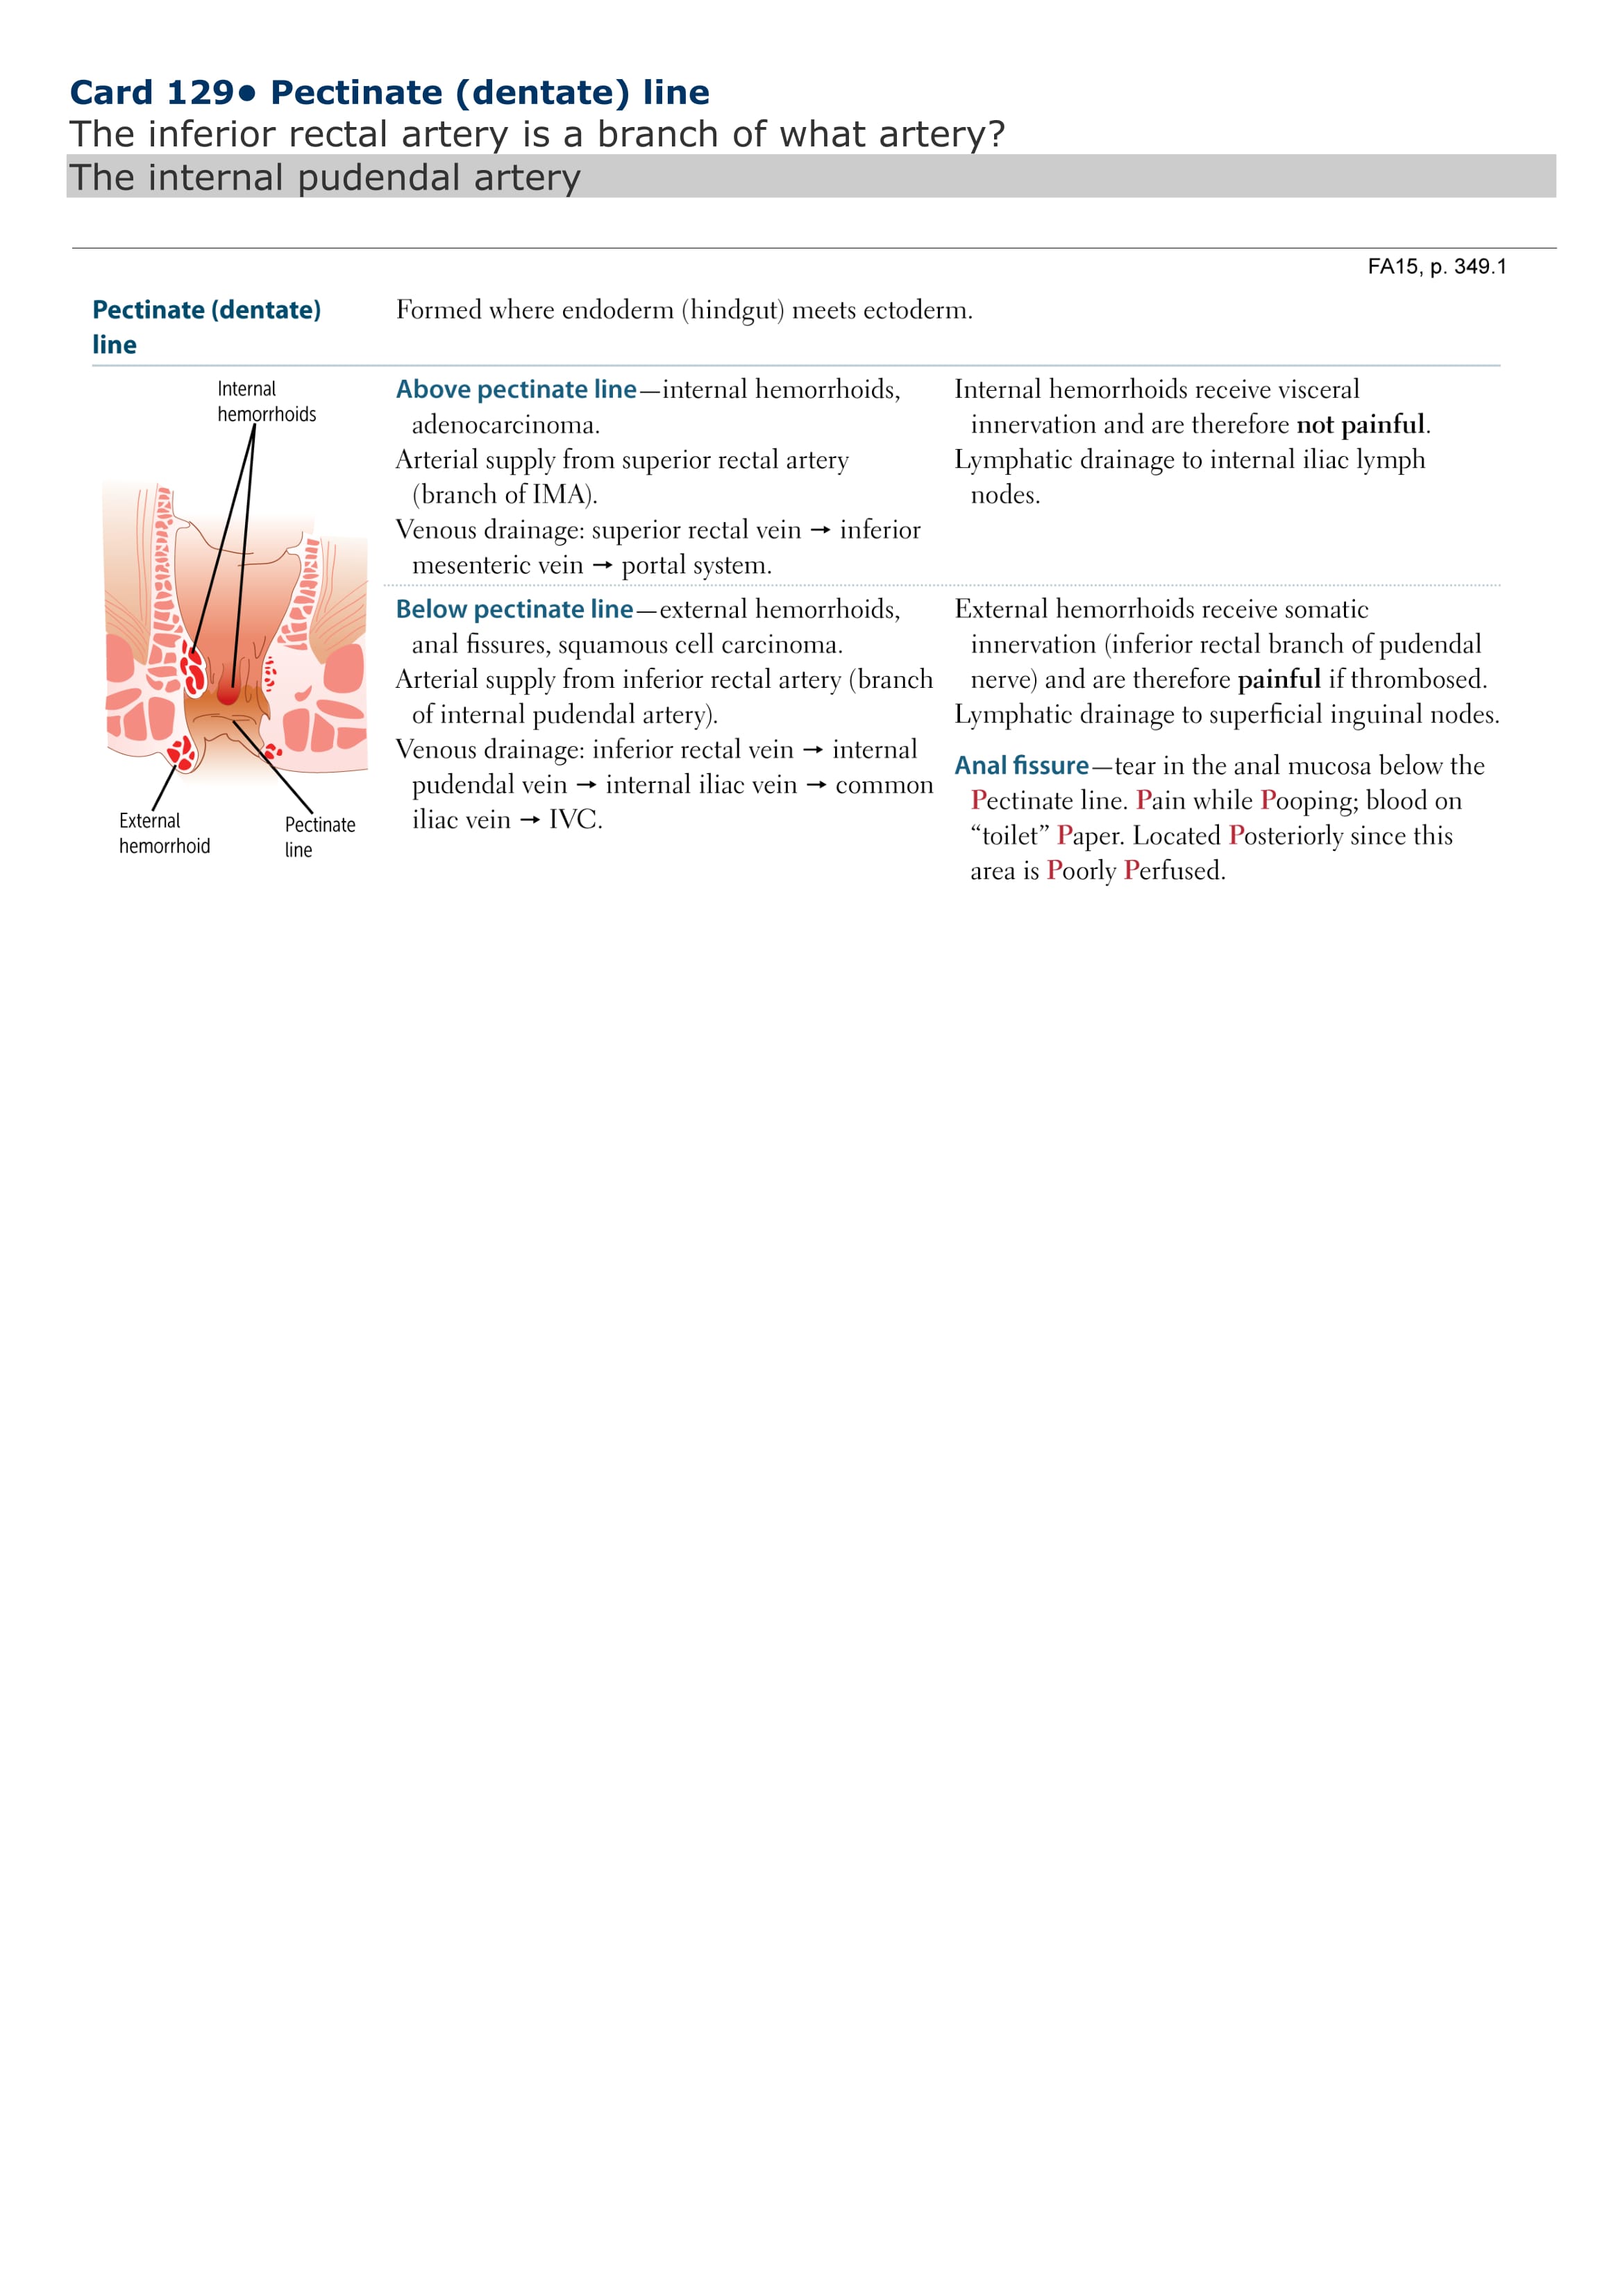 Card 129• Pectinate (dentate) line
The inferior rectal artery is a branch of what artery?
The internal pudendal artery
FA15, p. 349.1
Pectinate (dentate)
line
Formed where endoderm (hindgut) meets ectoderm.
Internal
hemorrhoids
External
hemorrhoid
Pectinate
line
Above pectinate line—internal hemorrhoids,
adenocarcinoma.
Arterial supply from superior rectal artery
(branch of IMA).
Venous drainage: superior rectal vein → inferior
mesenteric vein → portal system.
Internal hemorrhoids receive visceral
innervation and are therefore not painful.
Lymphatic drainage to internal iliac lymph
nodes.
Below pectinate line—external hemorrhoids,
anal fissures, squamous cell carcinoma.
Arterial supply from inferior rectal artery (branch
of internal pudendal artery).
Venous drainage: inferior rectal vein → internal
pudendal vein → internal iliac vein → common
iliac vein → IVC.
External hemorrhoids receive somatic
innervation (inferior rectal branch of pudendal
nerve) and are therefore painful if thrombosed.
Lymphatic drainage to superficial inguinal nodes.
Anal fissure—tear in the anal mucosa below the
Pectinate line. Pain while Pooping; blood on
“toilet” Paper. Located Posteriorly since this
area is Poorly Perfused.